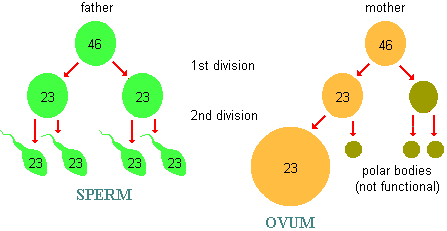 father
mother
46
46
1st division
23
23
23
2nd division
23
23
23
23
23
polar bodies
(not functional)
SPERM
OVUM